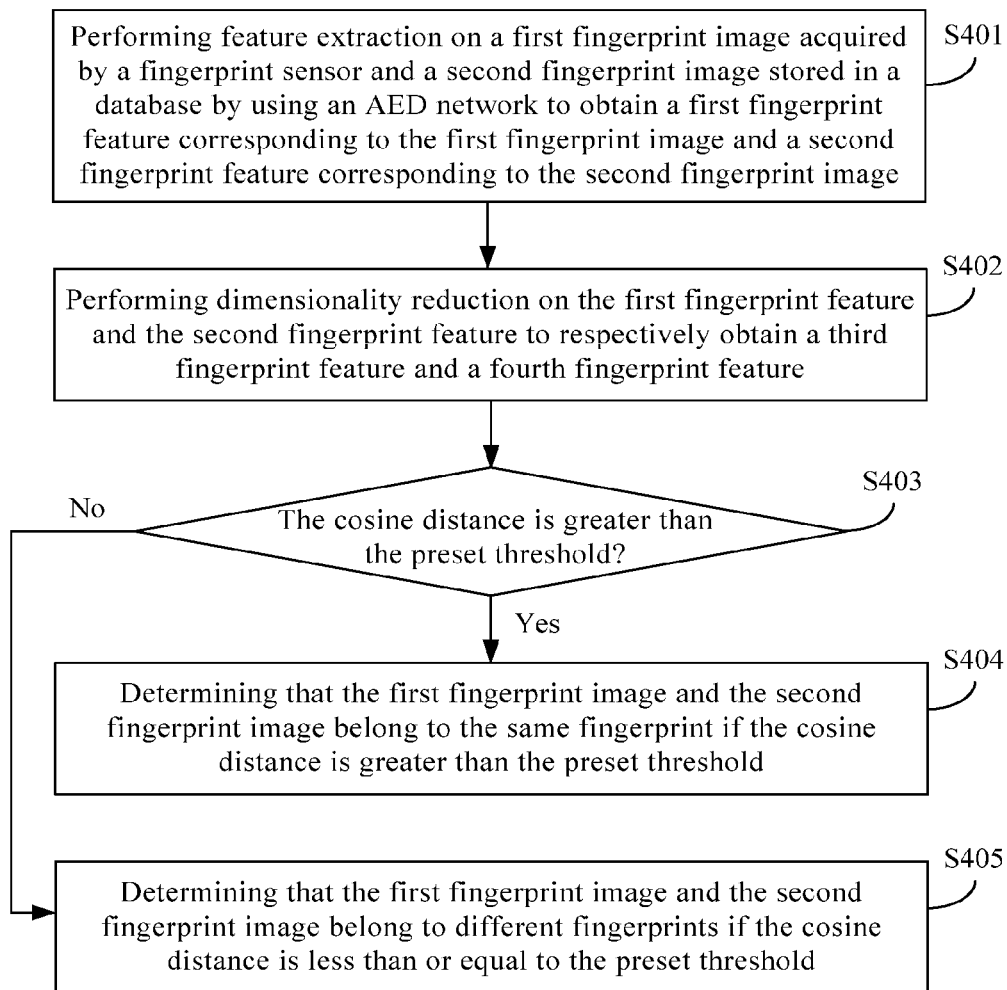 Performing feature extraction on a first fingerprint image acquired
by a fingerprint sensor and a second fingerprint image stored in a
database by using an AED network to obtain a first fingerprint
feature corresponding to the first fingerprint image and a second
fingerprint feature corresponding to the second fingerprint image
S401
Performing dimensionality reduction on the first fingerprint feature
and the second fingerprint feature to respectively obtain a third
fingerprint feature and a fourth fingerprint feature
S402
The cosine distance is greater than
the preset threshold?
S403
No
Yes
Determining that the first fingerprint image and the second
fingerprint image belong to the same fingerprint if the cosine
distance is greater than the preset threshold
S404
Determining that the first fingerprint image and the second
fingerprint image belong to different fingerprints if the cosine
distance is less than or equal to the preset threshold
S405